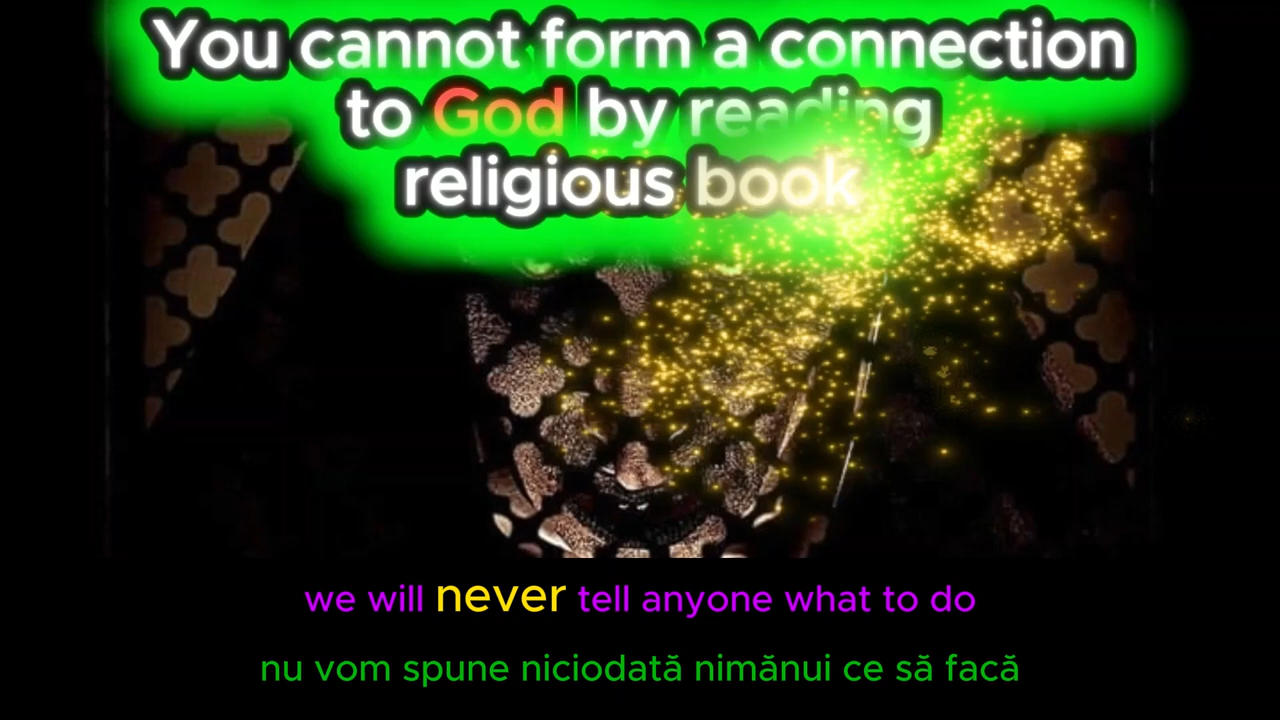 You cannot form a connection
to God by reading
religious book
we will never tell anyone what to do
nu vom spune niciodată nimănui ce să facă